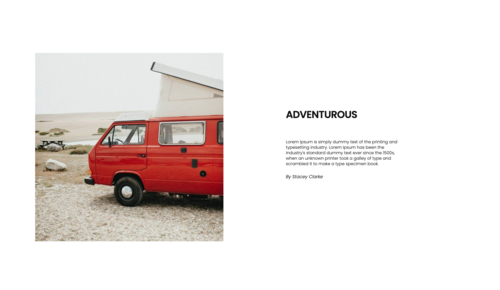 ADVENTUROUS
Lorem Ipsum is simply dummy text of the printing and
typesetting industry. Lorem Ipsum has been the
industry's standard dummy text ever since the 1500s,
when an unknown printer took a galley of type and
scrambled it to make a type specimen book.
By Stacey Clarke